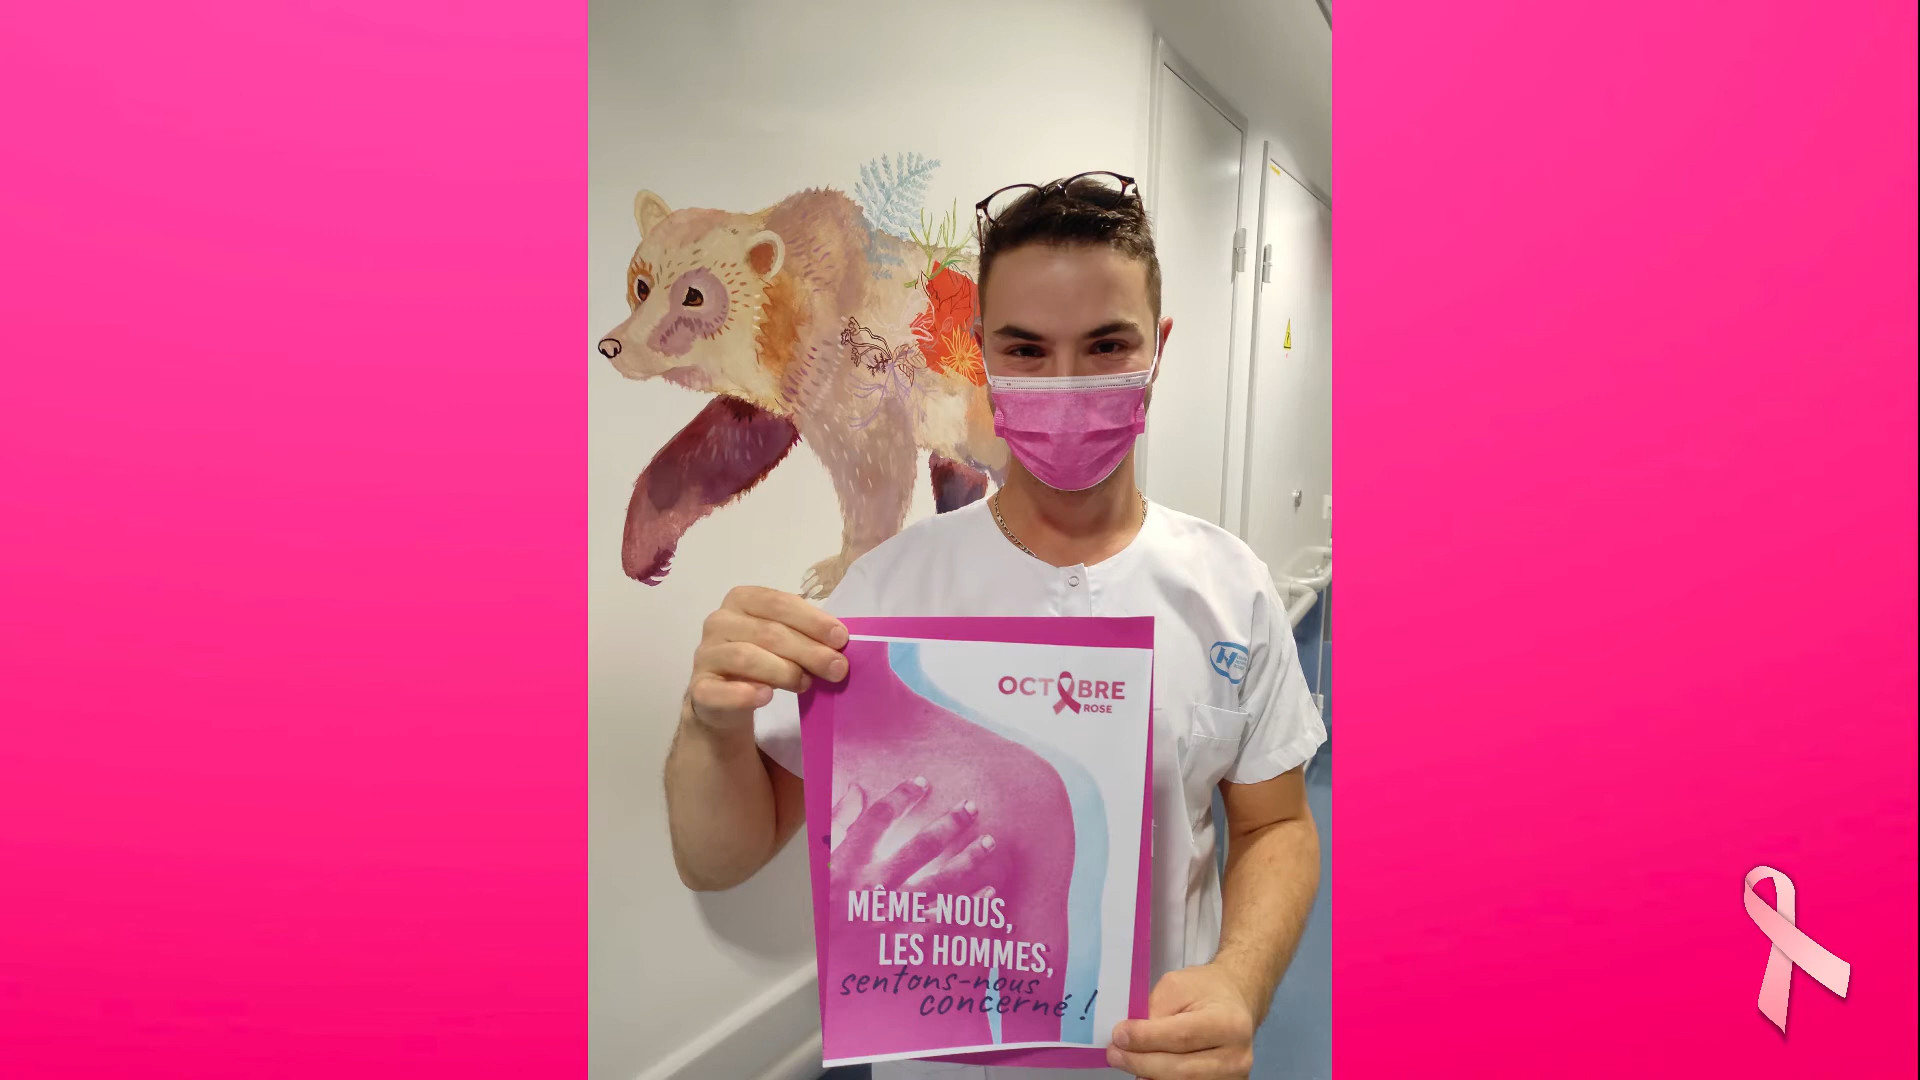 OCTOBRE
ROSE
MÊME NOUS,
LES HOMMES,
sentons-nous
concerné !